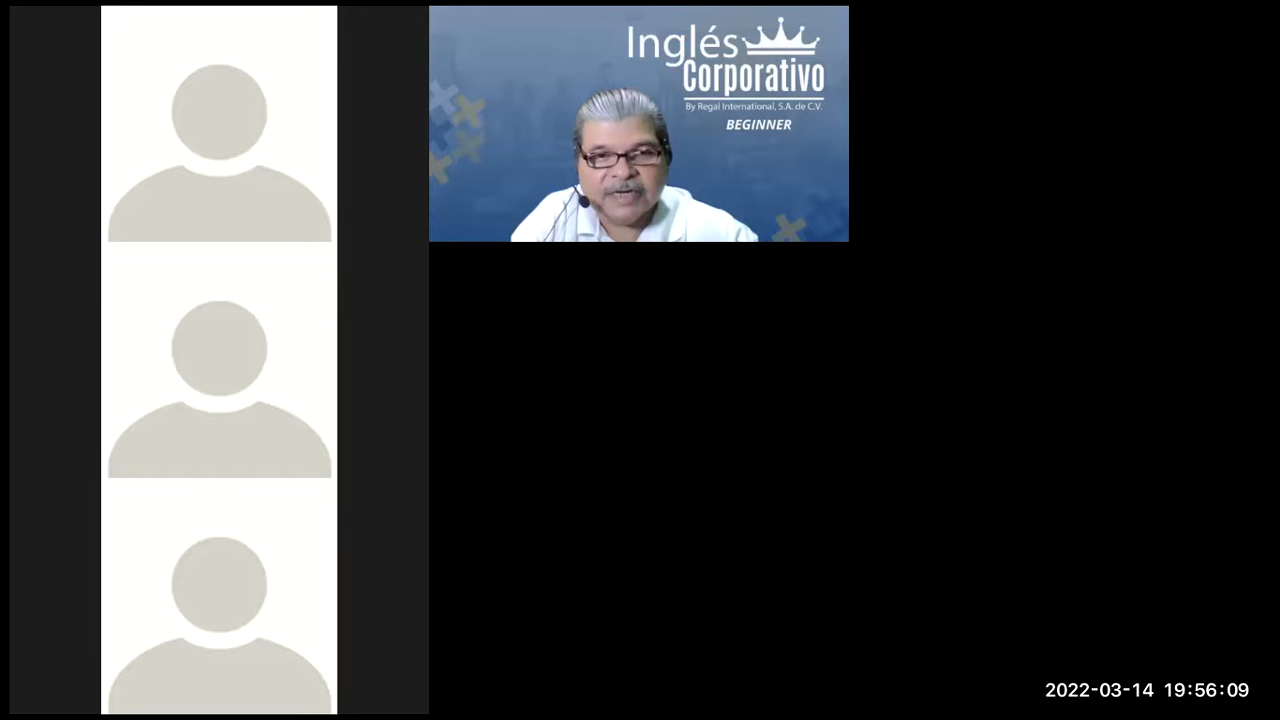 Inglés
Corporativo
By Regal International, S.A. de C.V.
BEGINNER
2022-03-14 19:56:09